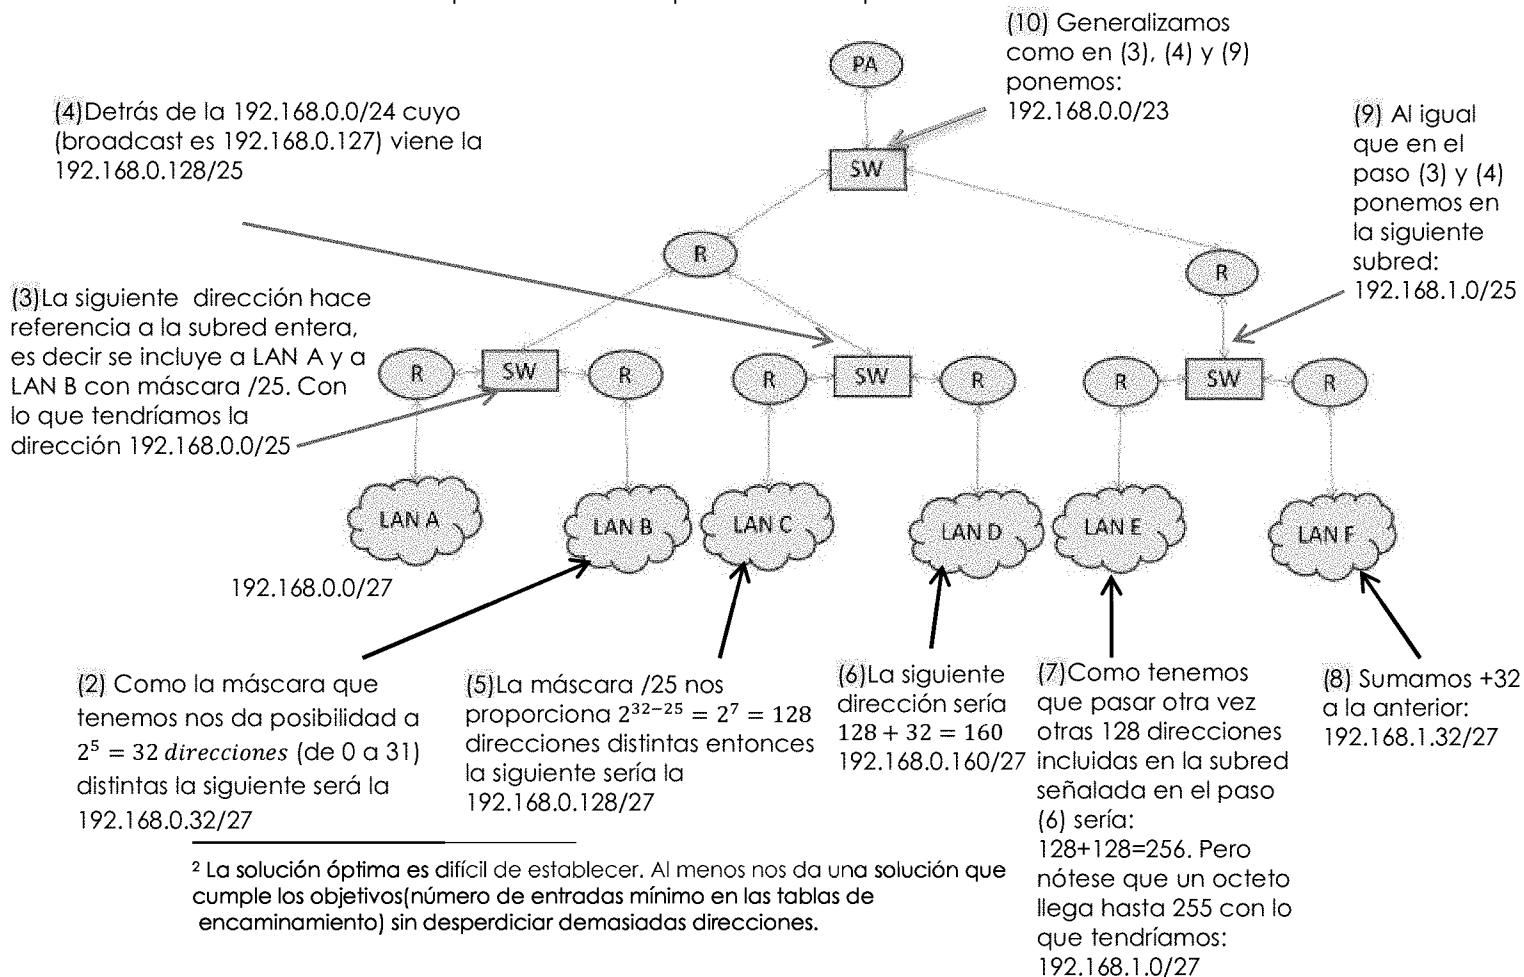 (10) Generalizamos
como en (3), (4) y (9)
ponemos:
192.168.0.0/23
PA
(4)Detrás de la 192.168.0.0/24 cuyo
(broadcast es 192.168.0.127) viene la
192.168.0.128/25
(9) Al igual
que en el
paso (3) y (4)
ponemos en
la siguiente
subred:
192.168.1.0/25
SW
R
R
(3)La siguiente dirección hace
referencia a la subred entera,
es decir se incluye a LAN A y a
LAN B con máscara /25. Con
lo que tendríamos la
dirección 192.168.0.0/25
R
SW
R
R
SW
R
R
SW
R
LAN A
LAN B
LAN C
LAN D
LAN E
LAN F
192.168.0.0/27
(2) Como la máscara que
tenemos nos da posibilidad a
2⁵ = 32 direcciones (de 0 a 31)
distintas la siguiente será la
192.168.0.32/27
(5)La máscara /25 nos
proporciona 2³²⁻²⁵ = 2⁷ = 128
direcciones distintas entonces
la siguiente sería la
192.168.0.128/27
(6)La siguiente
dirección sería
128 + 32 = 160
192.168.0.160/27
(7)Como tenemos
que pasar otra vez
otras 128 direcciones
incluidas en la subred
señalada en el paso
(6) sería:
128+128=256. Pero
nótese que un octeto
llega hasta 255 con lo
que tendríamos:
192.168.1.0/27
(8) Sumamos +32
a la anterior:
192.168.1.32/27
² La solución óptima es difícil de establecer. Al menos nos da una solución que
cumple los objetivos(número de entradas mínimo en las tablas de
encaminamiento) sin desperdiciar demasiadas direcciones.